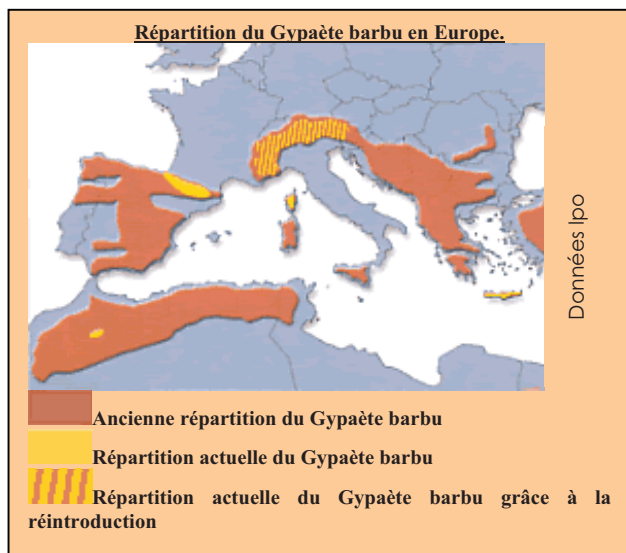 Répartition du Gypaète barbu en Europe.
Données lpo
Ancienne répartition du Gypaète barbu
Répartition actuelle du Gypaète barbu
Répartition actuelle du Gypaète barbu grâce à la
réintroduction